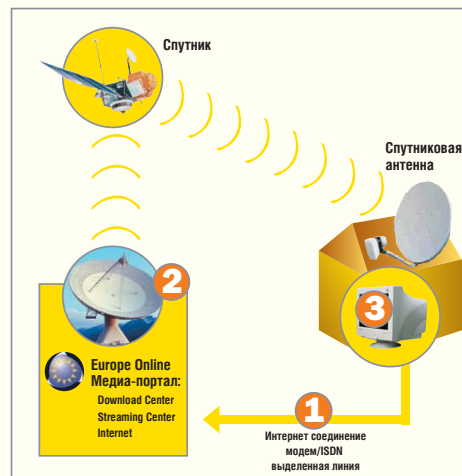 Спутник
Спутниковая
антенна
2
3
Europe Online
Медиа-портал:
Download Center
Streaming Center
Internet
1
Интернет соединение
модем/ISDN
выделенная линия